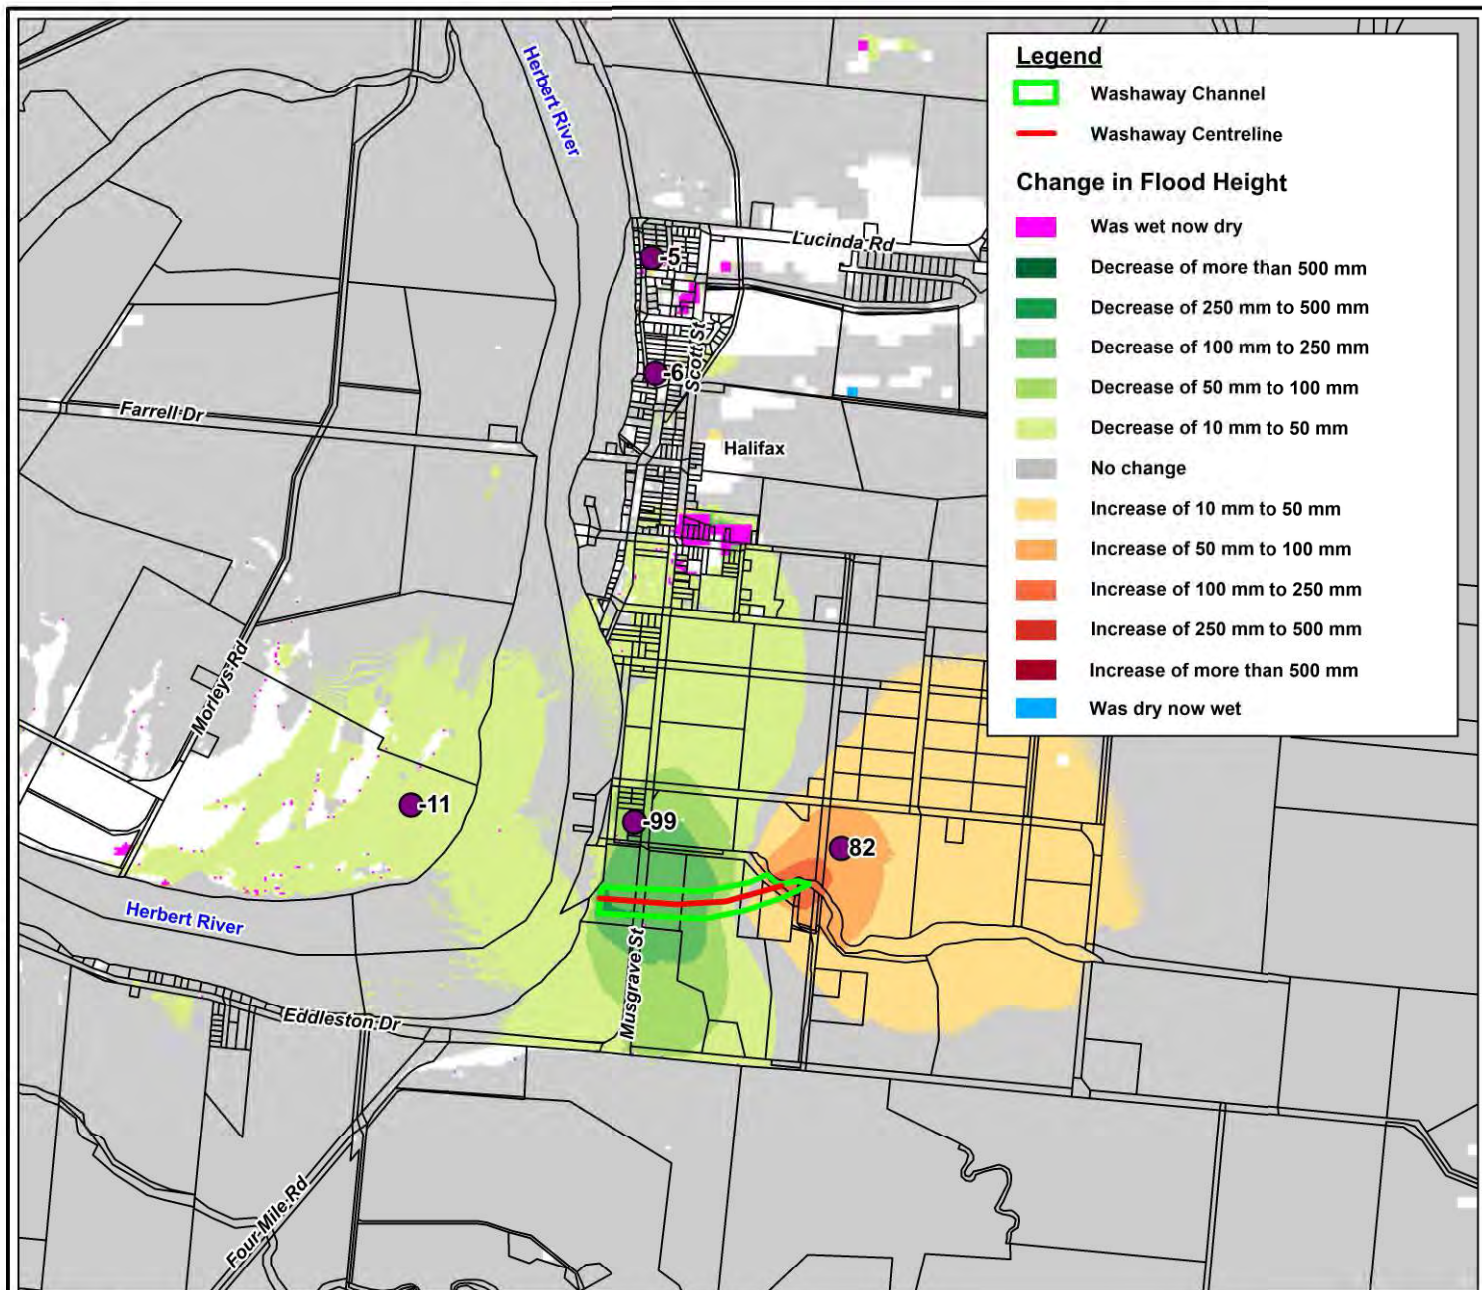 Herbert River
Legend
Washaway Channel
Washaway Centreline
Change in Flood Height
Was wet now dry
Decrease of more than 500 mm
Decrease of 250 mm to 500 mm
Decrease of 100 mm to 250 mm
Decrease of 50 mm to 100 mm
Decrease of 10 mm to 50 mm
No change
Increase of 10 mm to 50 mm
Increase of 50 mm to 100 mm
Increase of 100 mm to 250 mm
Increase of 250 mm to 500 mm
Increase of more than 500 mm
Was dry now wet
Lucinda Rd
-5
Scott St
-6
Farrell Dr
Halifax
Morleys Rd
-11
-99
82
Herbert River
Musgrave St
Eddleston Dr
Four Mile Rd